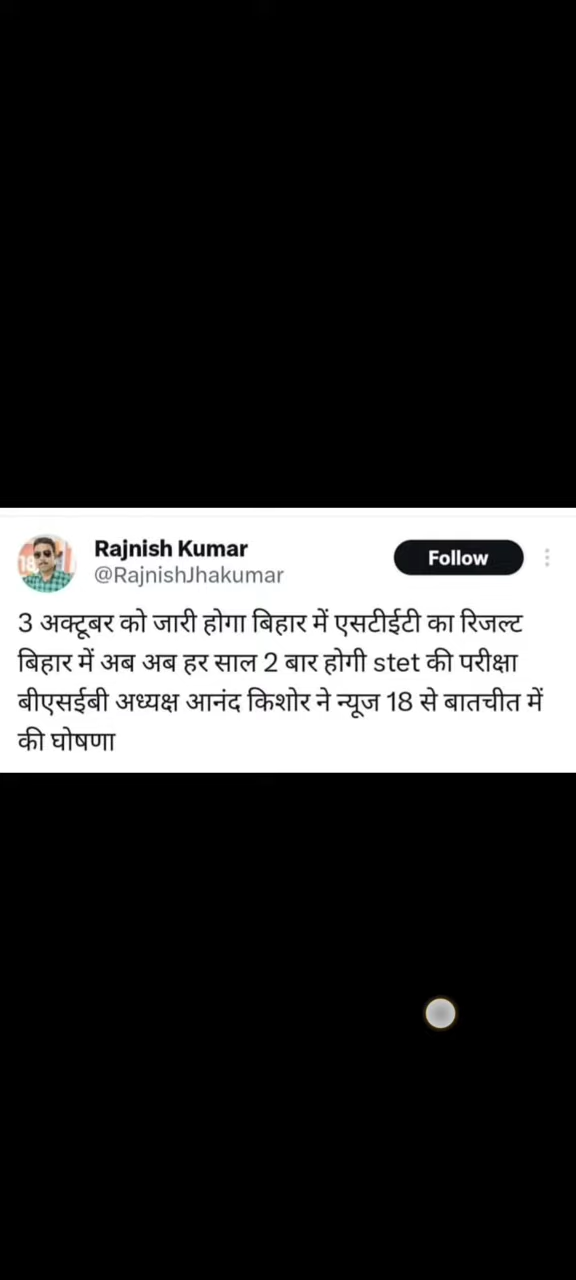 Rajnish Kumar
@RajnishJhakumar
Follow
3 अक्टूबर को जारी होगा बिहार में एसटीईटी का रिजल्ट
बिहार में अब अब हर साल 2 बार होगी stet की परीक्षा
बीएसईबी अध्यक्ष आनंद किशोर ने न्यूज 18 से बातचीत में
की घोषणा
18